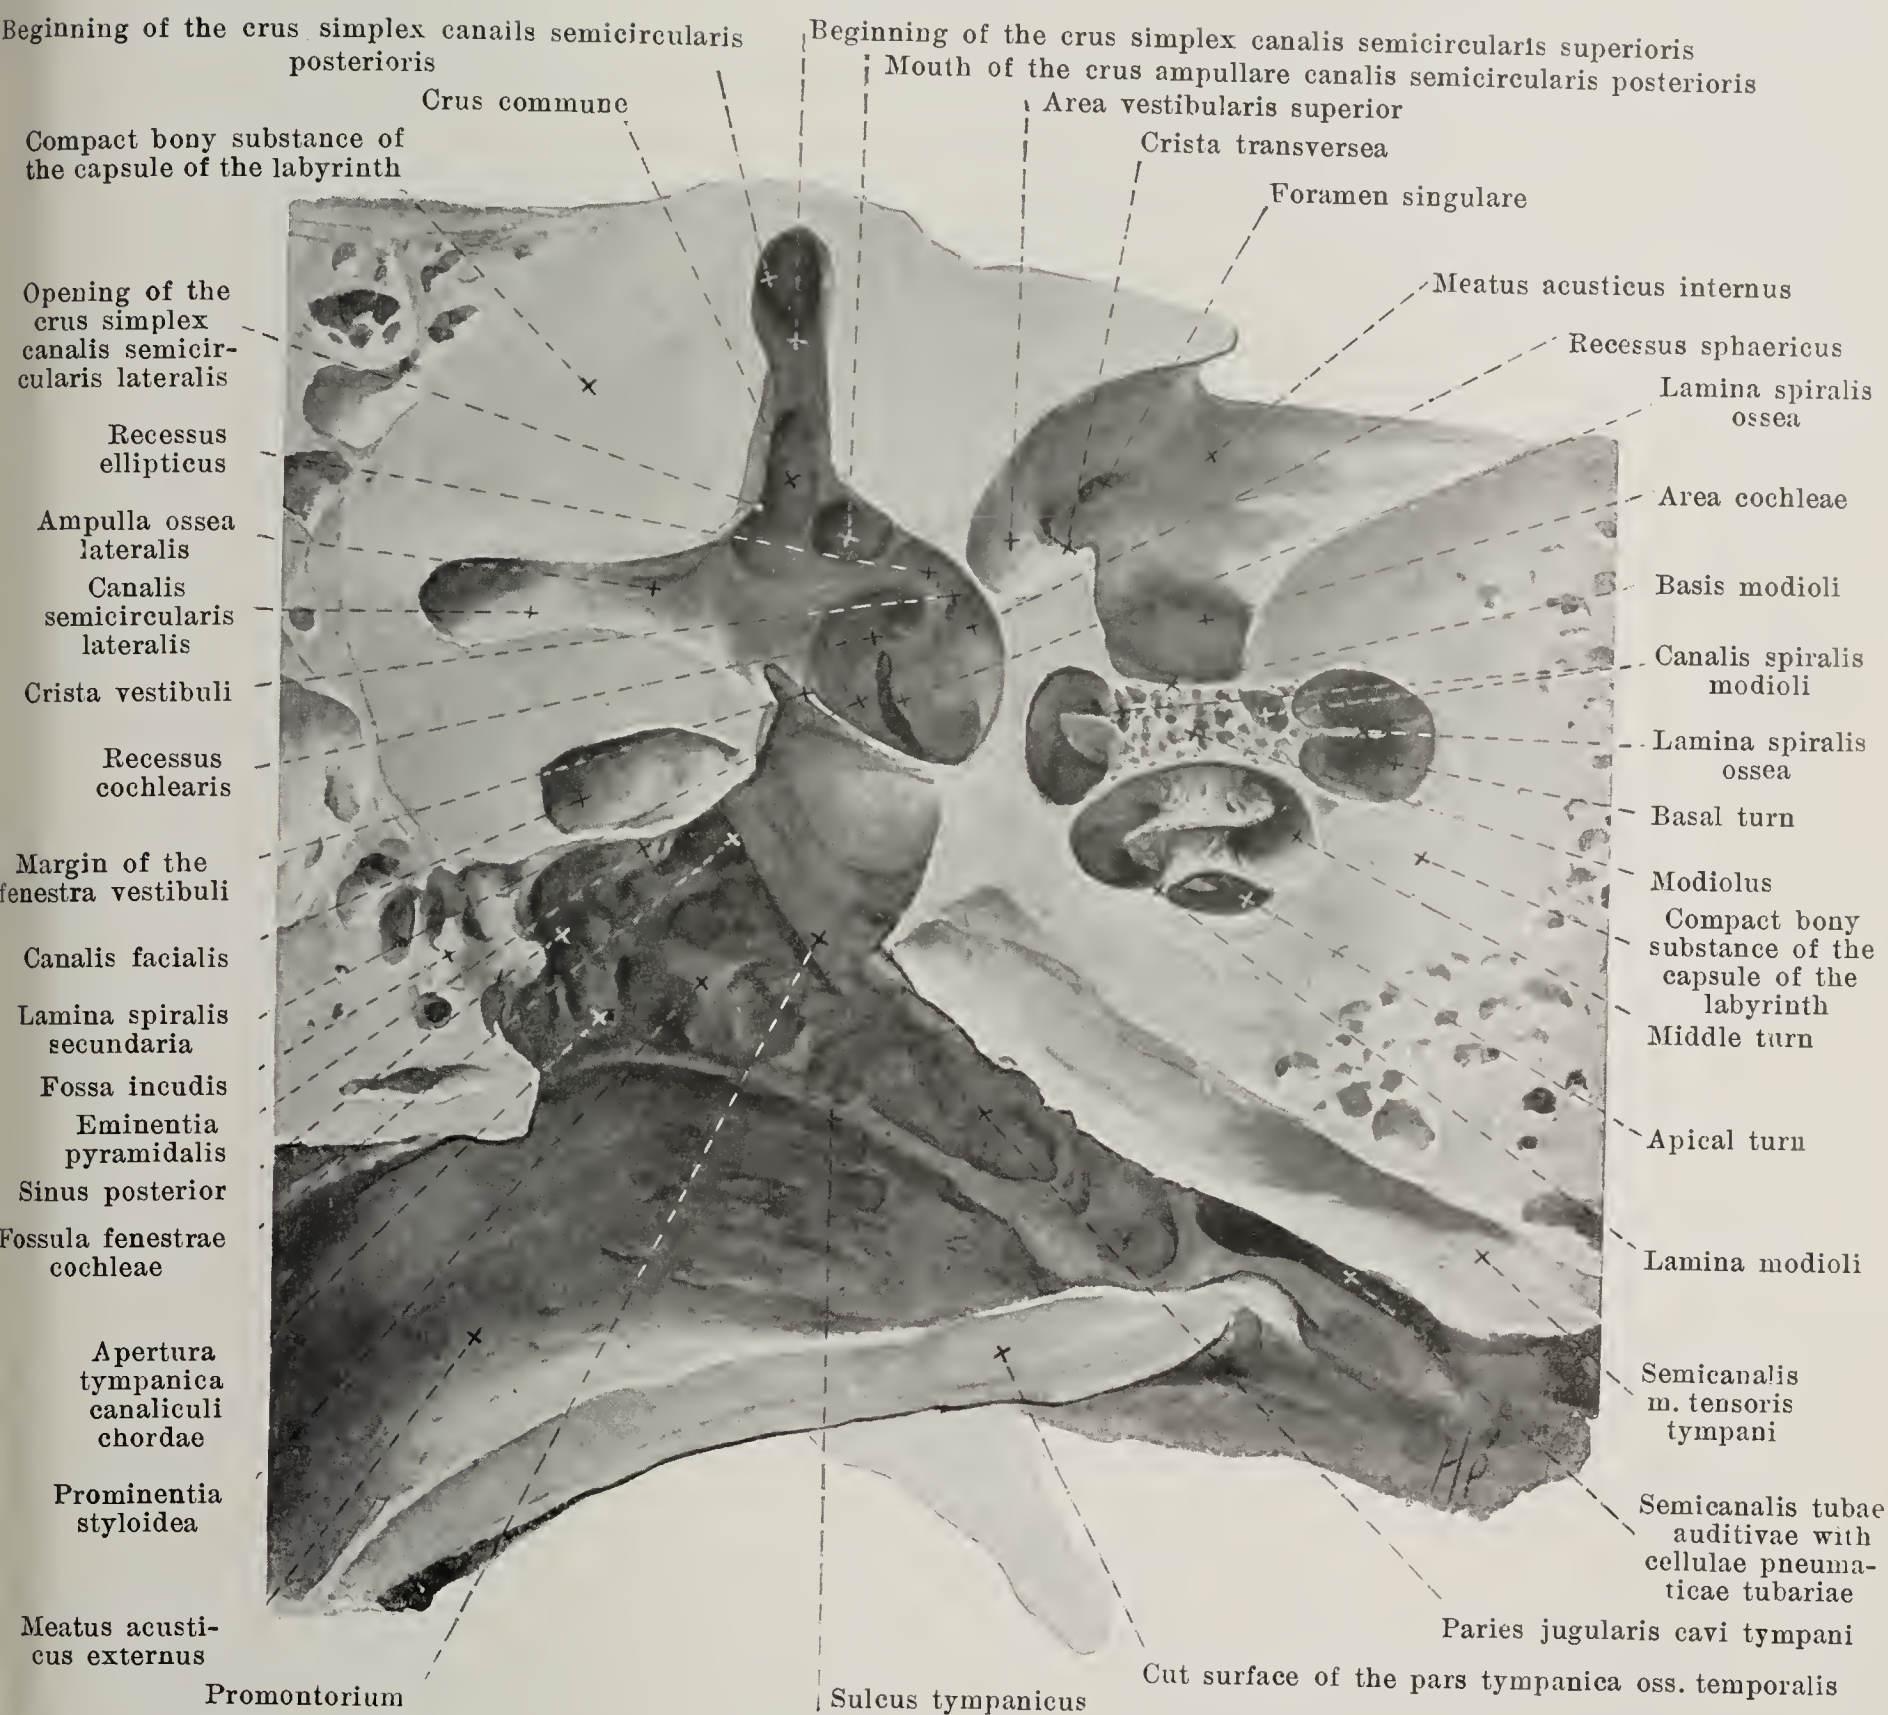 Beginning of the crus simplex canails semicircularis
posterioris
Beginning of the crus simplex canalis semicircularis superioris
Mouth of the crus ampullare canalis semicircularis posterioris
Crus commune
Area vestibularis superior
Compact bony substance of
the capsule of the labyrinth
Crista transversea
Foramen singulare
Opening of the
crus simplex
canalis semicir-
cularis lateralis
Recessus
ellipticus
Ampulla ossea
lateralis
Canalis
semicircularis
lateralis
Crista vestibuli
Recessus
cochlearis
Margin of the
fenestra vestibuli
Canalis facialis
Lamina spiralis
secundaria
Fossa incudis
Eminentia
pyramidalis
Sinus posterior
Fossula fenestrae
cochleae
Apertura
tympanica
canaliculi
chordae
Prominentia
styloidea
Meatus acusti-
cus externus
Promontorium
Meatus acusticus internus
Recessus sphaericus
Lamina spiralis
ossea
Area cochleae
Basis modioli
Canalis spiralis
modioli
Lamina spiralis
ossea
Basal turn
Modiolus
Compact bony
substance of the
capsule of the
labyrinth
Middle turn
Apical turn
Lamina modioli
Semicanalis
m. tensoris
tympani
Hp
Semicanalis tubae
auditivae with
cellulae pneuma-
ticae tubariae
Paries jugularis cavi tympani
Cut surface of the pars tympanica oss. temporalis
Sulcus tympanicus